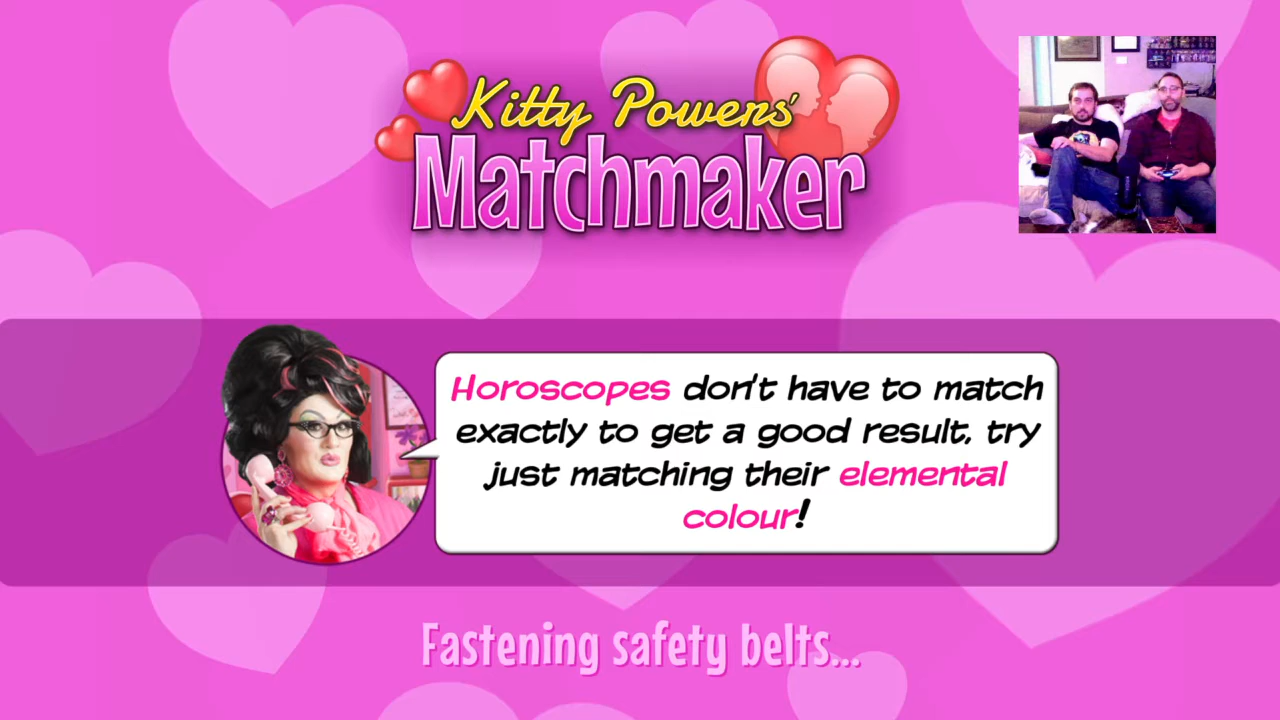 Kitty Powers'
Matchmaker
Horoscopes don't have to match
exactly to get a good result, try
just matching their elemental
colour!
Fastening safety belts...